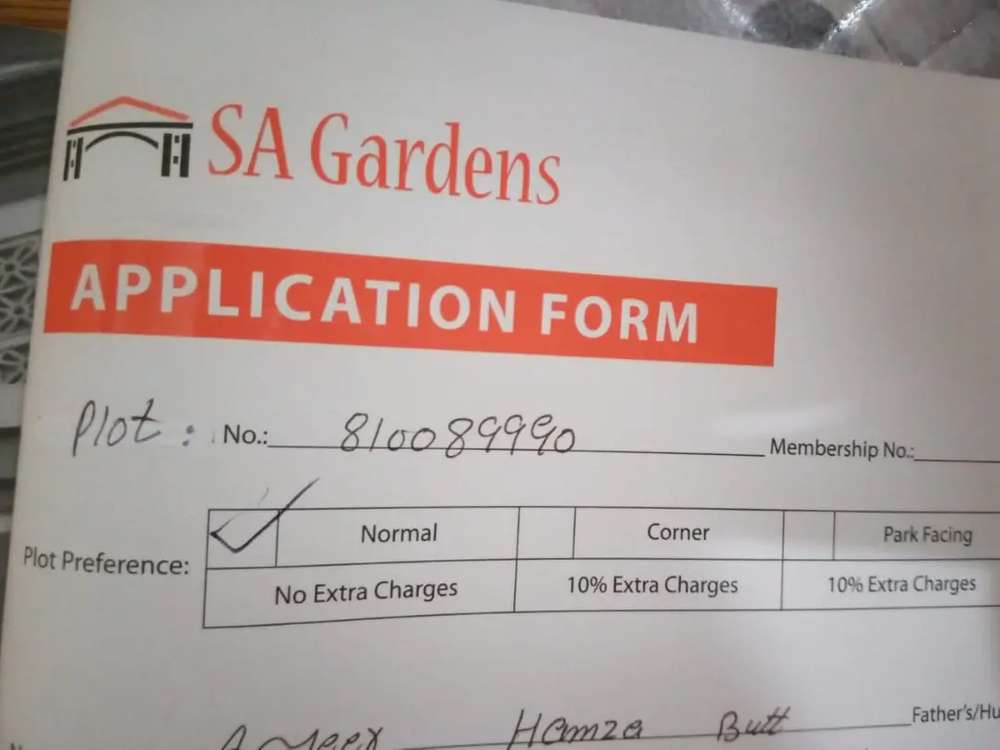 SA Gardens
APPLICATION FORM
Plot : No.: 810089990 Membership No.:
Plot Preference: Normal Corner Park Facing
No Extra Charges 10% Extra Charges 10% Extra Charges
Hamza Butt Father's/Hu